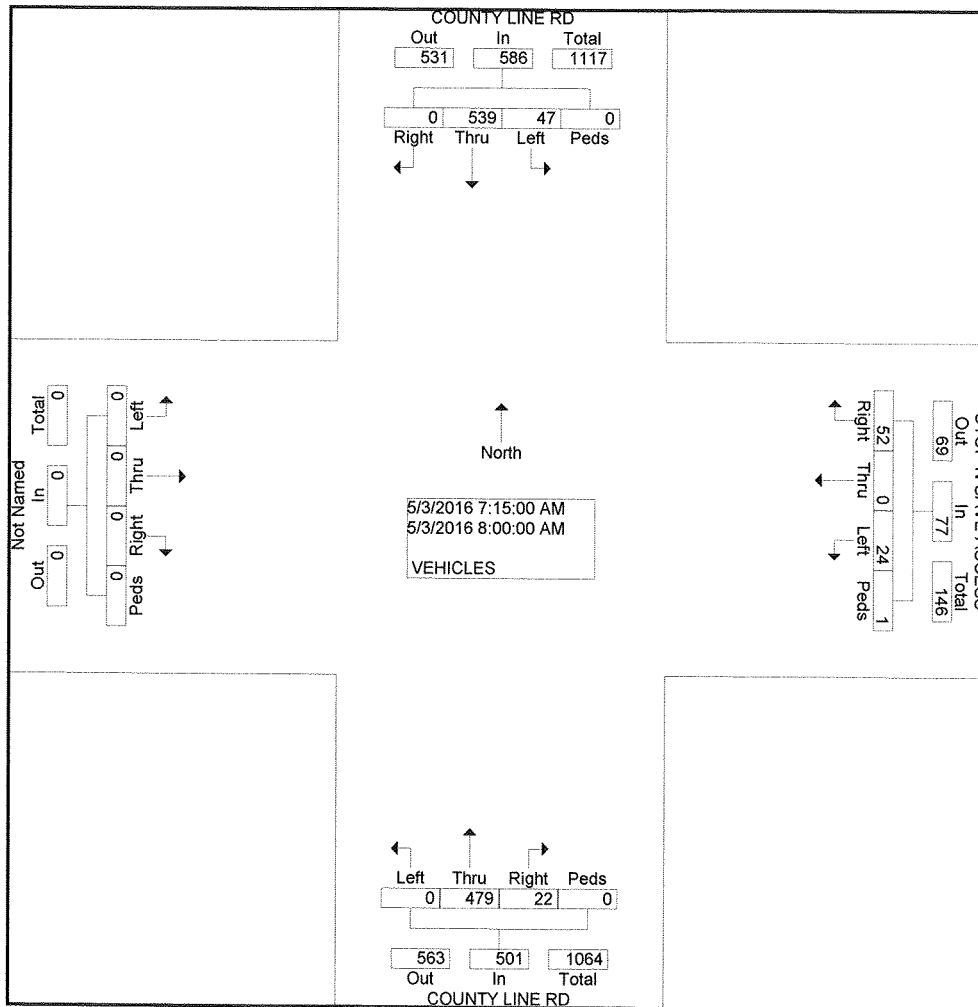 COUNTY LINE RD
Out In Total
531 586 1117
0 539 47 0
Right Thru Left Peds
Not Named
Out In Total
0 0 0
0 0 0 0
Left Thru Right Peds
North
5/3/2016 7:15:00 AM
5/3/2016 8:00:00 AM
VEHICLES
Right Thru Left Peds
52 0 24 1
69 77 146
Out In Total
Left Thru Right Peds
0 479 22 0
563 501 1064
Out In Total
COUNTY LINE RD